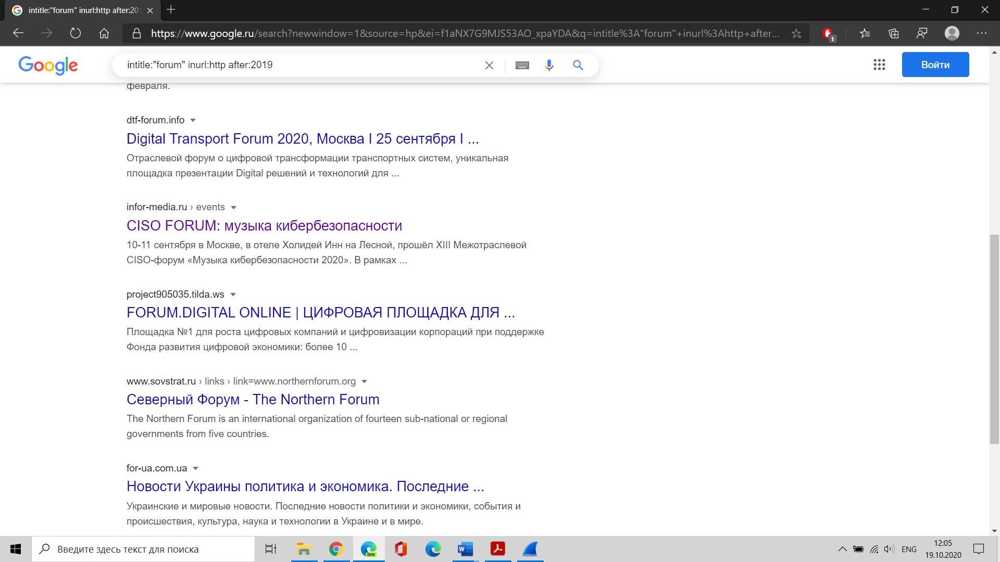 intitle:"forum" inurl:http after:201
https://www.google.ru/search?newwindow=1&source=hp&ei=f1aNX7G9MJS53AO_xpaYDA&q=intitle%3A"forum"+inurl%3Ahttp+after...
1
Google
intitle:"forum" inurl:http after:2019
Войти
февраля.
dtf-forum.info
Digital Transport Forum 2020, Москва I 25 сентября I ...
Отраслевой форум о цифровой трансформации транспортных систем, уникальная
площадка презентации Digital решений и технологий для ...
infor-media.ru › events
CISO FORUM: музыка кибербезопасности
10-11 сентября в Москве, в отеле Холидей Инн на Лесной, прошёл XIII Межотраслевой
CISO-форум «Музыка кибербезопасности 2020». В рамках ...
project905035.tilda.ws
FORUM.DIGITAL ONLINE | ЦИФРОВАЯ ПЛОЩАДКА ДЛЯ ...
Площадка №1 для роста цифровых компаний и цифровизации корпораций при поддержке
Фонда развития цифровой экономики: более 10 ...
www.sovstrat.ru › links › link=www.northernforum.org
Северный Форум - The Northern Forum
The Northern Forum is an international organization of fourteen sub-national or regional
governments from five countries.
for-ua.com.ua
Новости Украины политика и экономика. Последние ...
Украинские и мировые новости. Последние новости политики и экономики, события и
происшествия, культура, наука и технологии в Украине и в мире.
Введите здесь текст для поиска
DEV
W
ENG
12:05
19.10.2020